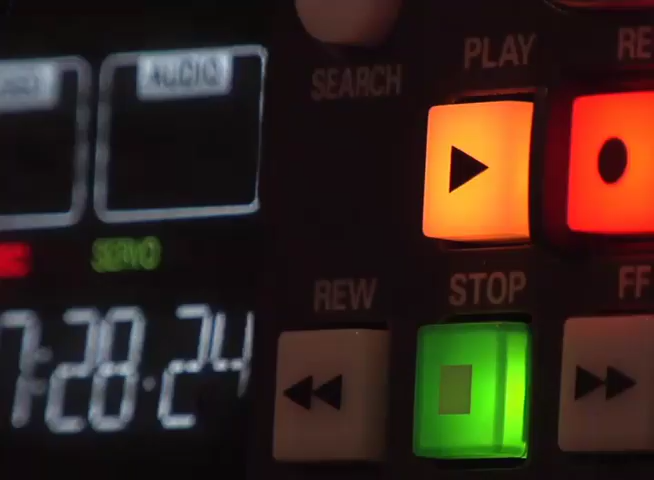 PLAY
RE
SEARCH
AUDIO
SERVO
REW
STOP
FF
7:28.24